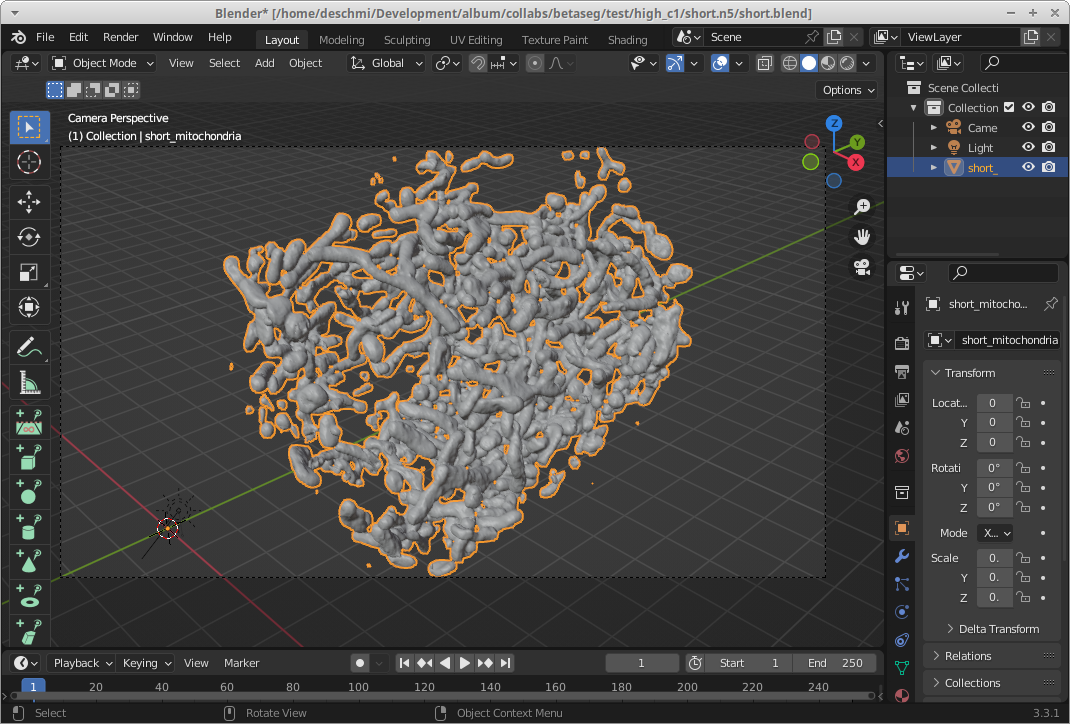 Blender* [/home/deschmi/Development/album/collabs/betaseg/test/high_c1/short.n5/short.blend]
File Edit Render Window Help Layout Modeling Sculpting UV Editing Texture Paint Shading Scene ViewLayer
Object Mode View Select Add Object Global
Options
Camera Perspective
(1) Collection | short_mitochondria
Z
Y
X
Scene Collecti
Collection
Came
Light
short_
short_mitocho...
short_mitochondria
Transform
Locat... 0
Y 0
Z 0
Rotati 0°
Y 0°
Z 0°
Mode X...
Scale 0.
Y 0.
Z 0.
Delta Transform
Relations
Collections
Playback Keying View Marker 1 Start 1 End 250
1 20 40 60 80 100 120 140 160 180 200 220 240
Select Rotate View Object Context Menu 3.3.1